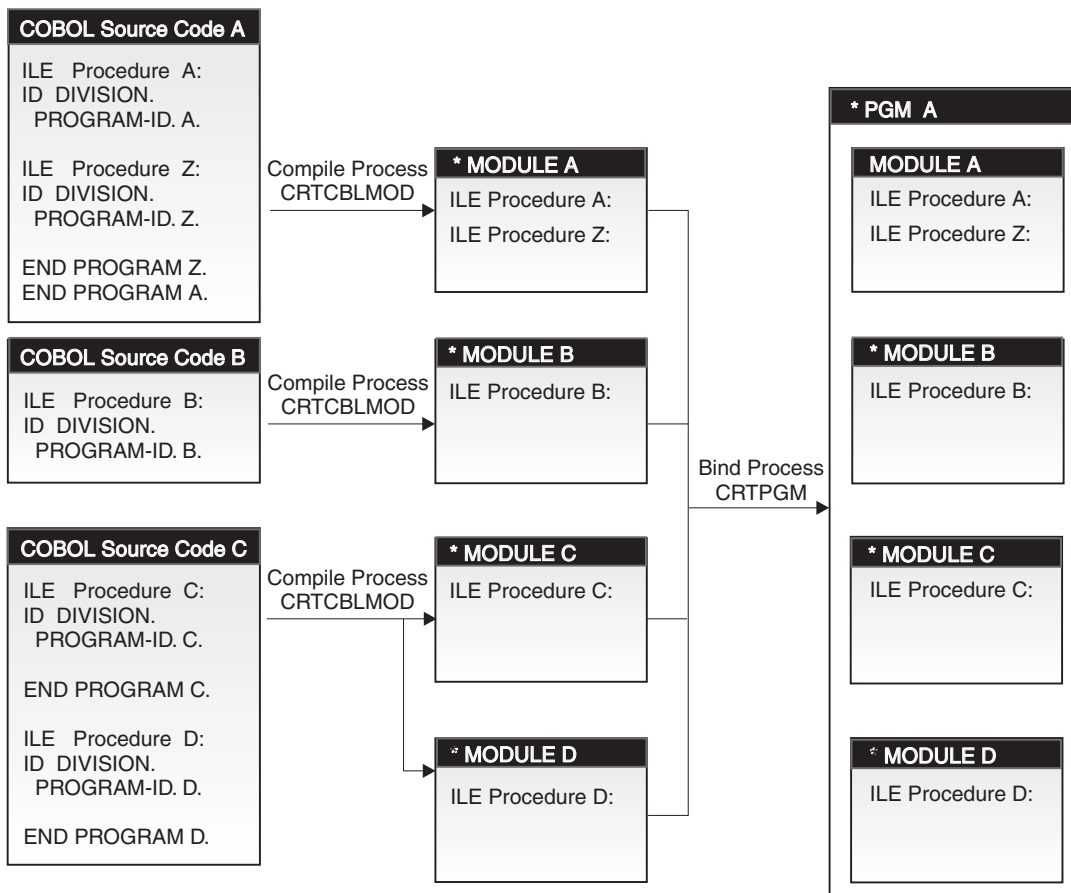 COBOL Source Code A
ILE Procedure A:
ID DIVISION.
PROGRAM-ID. A.
ILE Procedure Z:
ID DIVISION.
PROGRAM-ID. Z.
END PROGRAM Z.
END PROGRAM A.
Compile Process
CRTCBLMOD
* MODULE A
ILE Procedure A:
ILE Procedure Z:
COBOL Source Code B
ILE Procedure B:
ID DIVISION.
PROGRAM-ID. B.
Compile Process
CRTCBLMOD
* MODULE B
ILE Procedure B:
COBOL Source Code C
ILE Procedure C:
ID DIVISION.
PROGRAM-ID. C.
END PROGRAM C.
ILE Procedure D:
ID DIVISION.
PROGRAM-ID. D.
END PROGRAM D.
Compile Process
CRTCBLMOD
* MODULE C
ILE Procedure C:
* MODULE D
ILE Procedure D:
Bind Process
CRTPGM
* PGM A
MODULE A
ILE Procedure A:
ILE Procedure Z:
* MODULE B
ILE Procedure B:
* MODULE C
ILE Procedure C:
* MODULE D
ILE Procedure D: